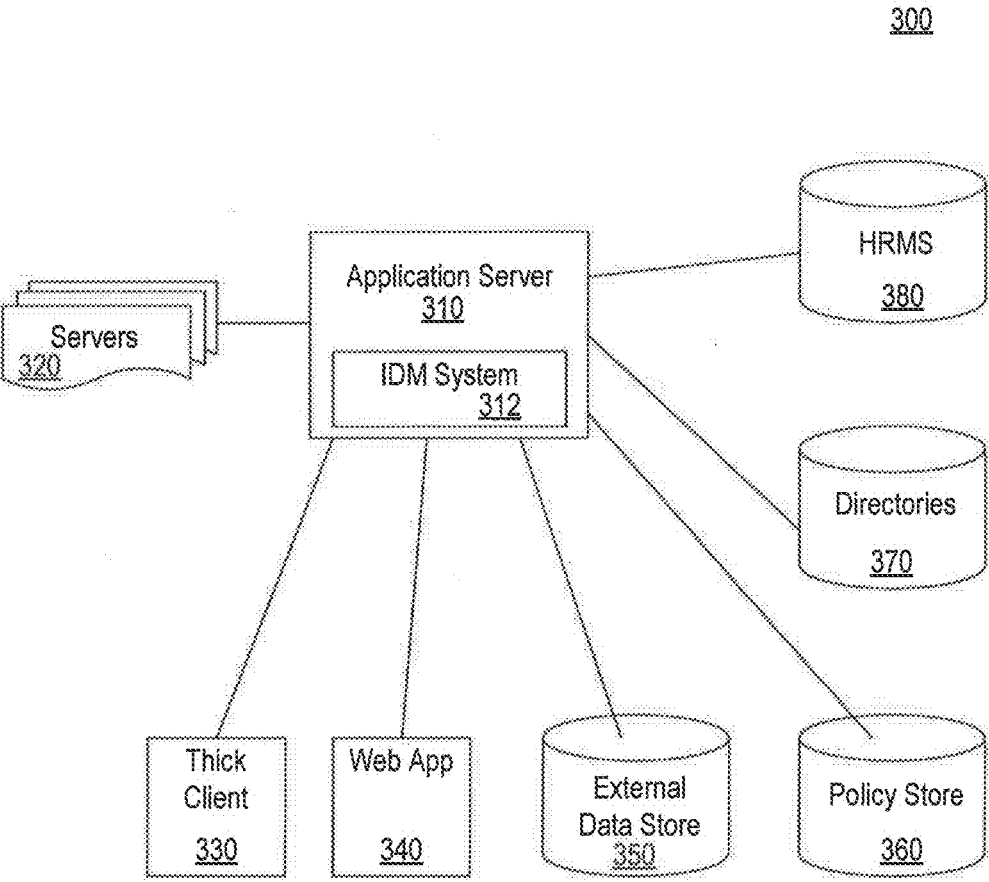 300
HRMS
380
Application Server
310
IDM System
312
Servers
320
Directories
370
Thick
Client
330
Web App
340
External
Data Store
350
Policy Store
360